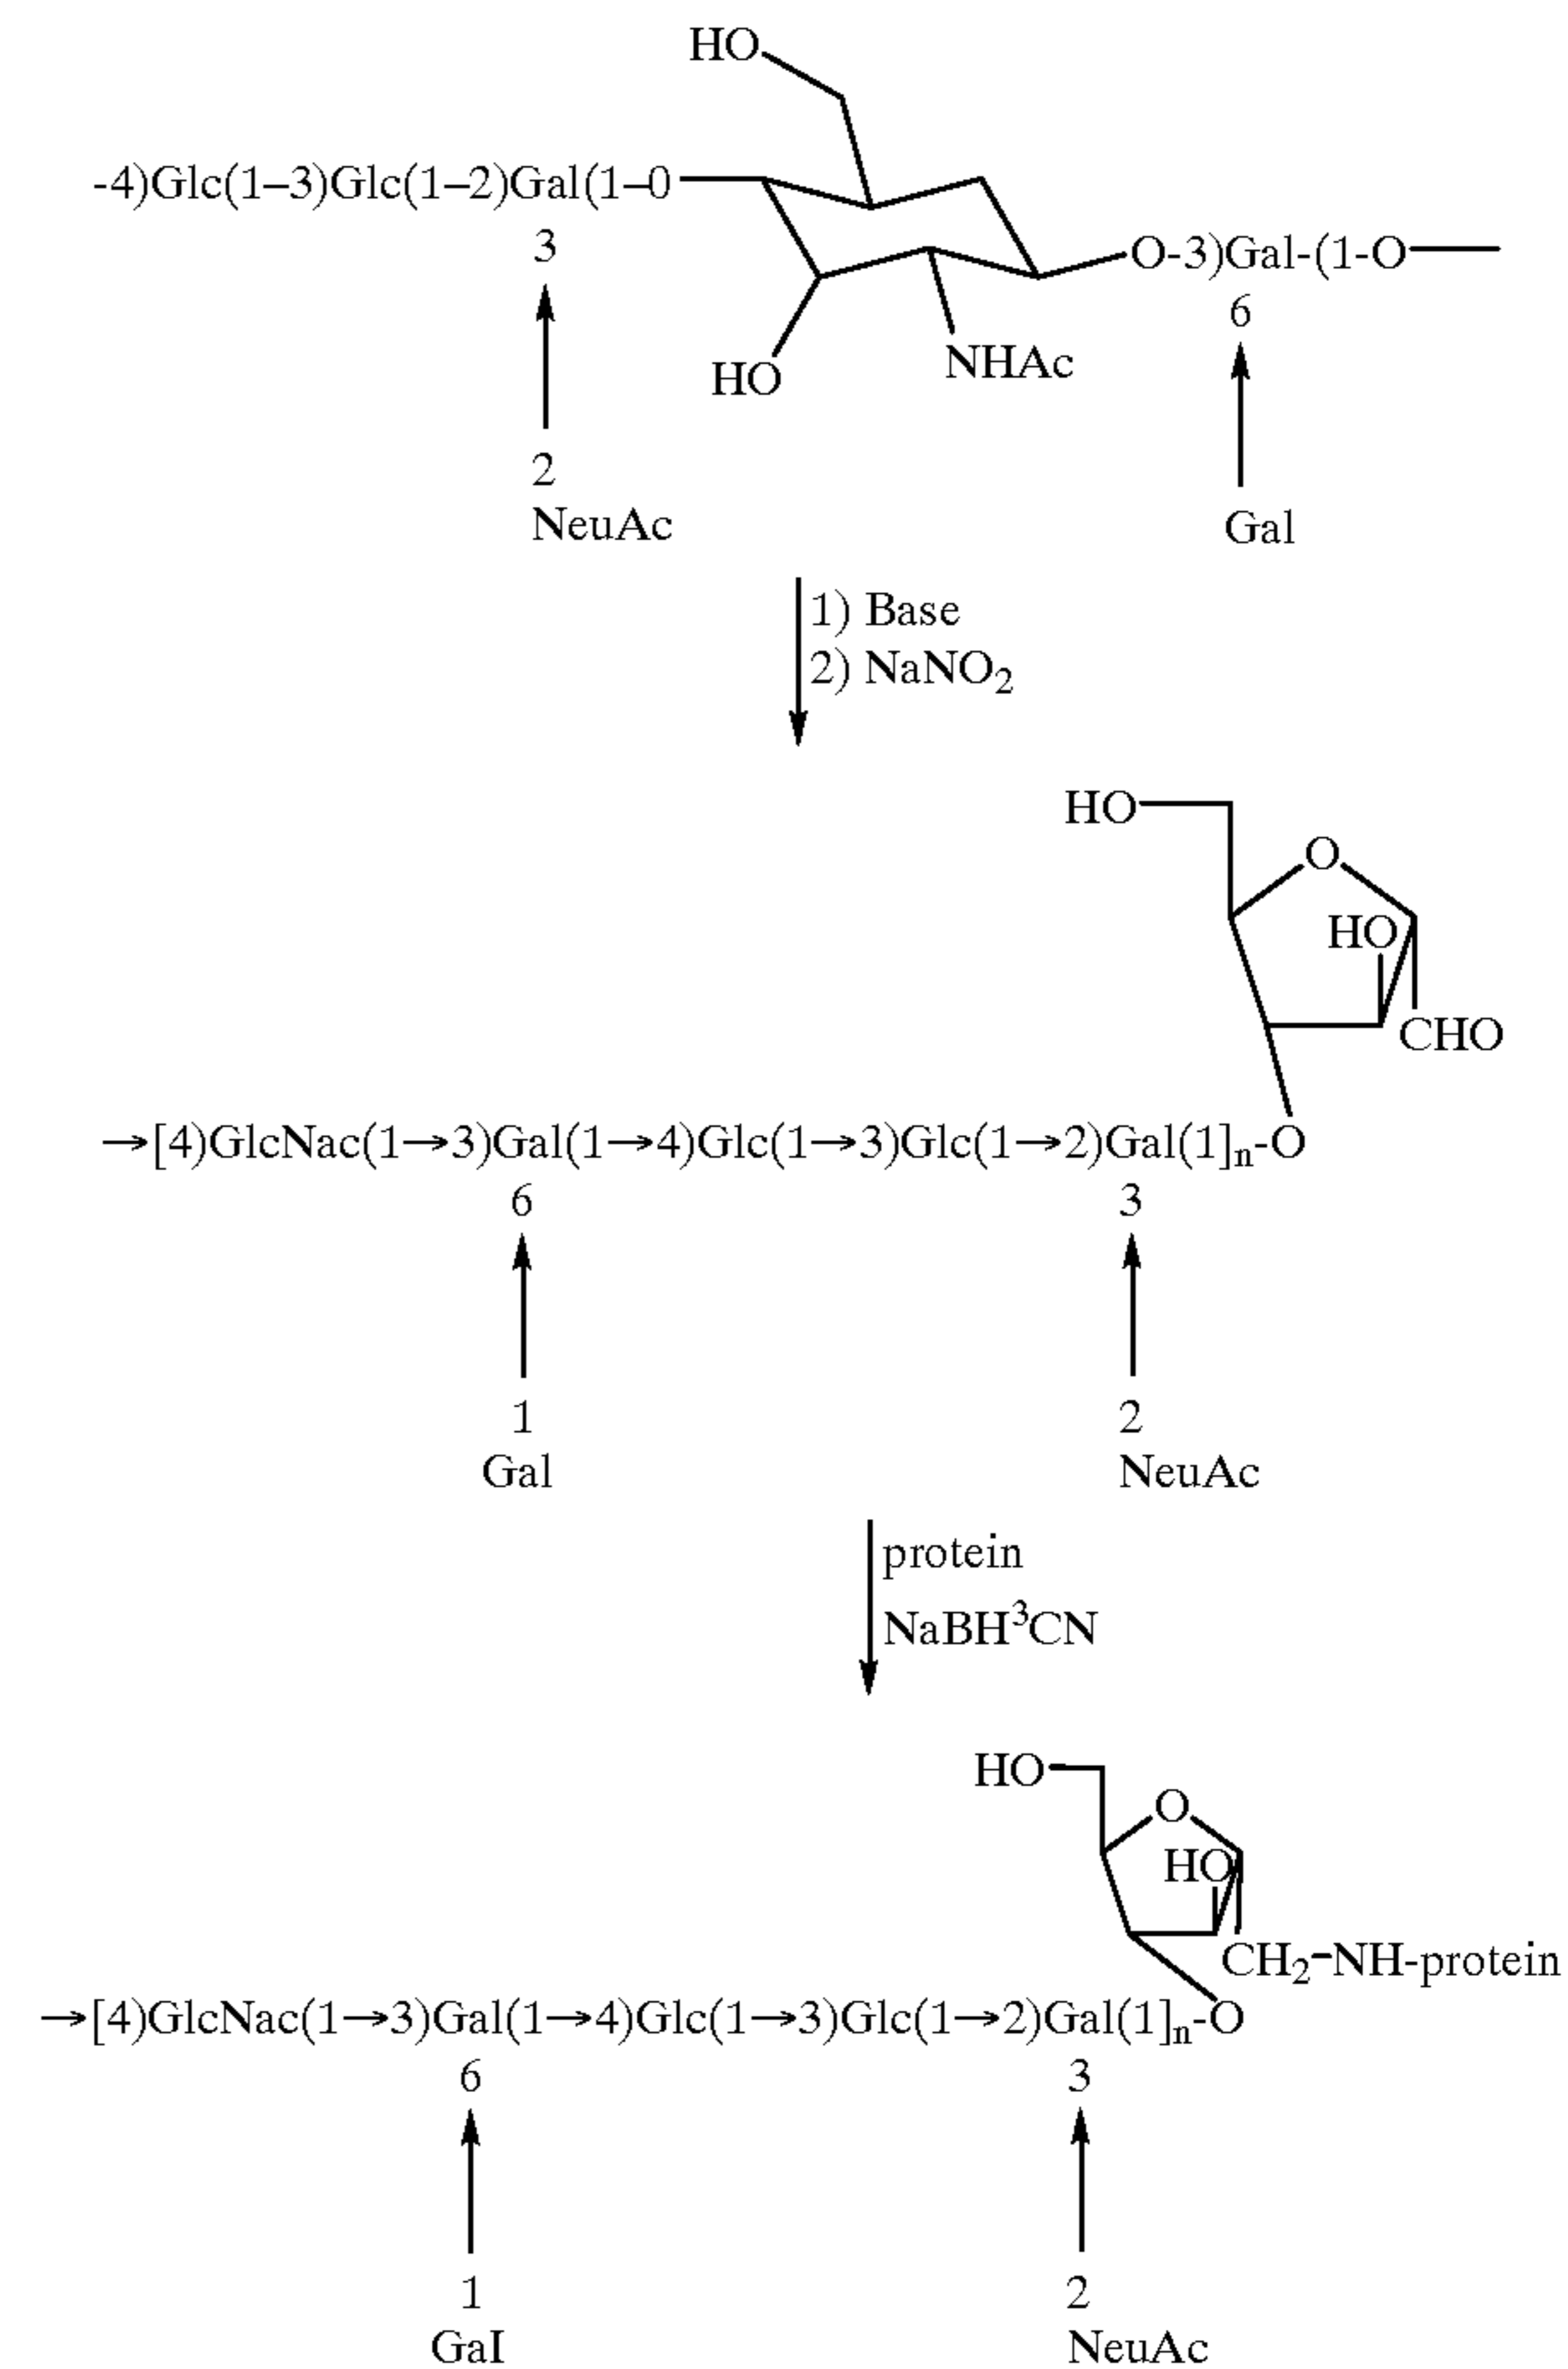 HO
-4)Glc(1–3)Glc(1–2)Gal(1–0
O-3)Gal-(1-O
3
6
HO
NHAc
2
NeuAc
Gal
1) Base
2) NaNO₂
HO
O
HO
CHO
→[4)GlcNac(1→3)Gal(1→4)Glc(1→3)Glc(1→2)Gal(1]ₙ-O
6
3
1
2
Gal
NeuAc
protein
NaBH³CN
HO
O
HO
CH₂-NH-protein
→[4)GlcNac(1→3)Gal(1→4)Glc(1→3)Glc(1→2)Gal(1]ₙ-O
6
3
1
2
GaI
NeuAc